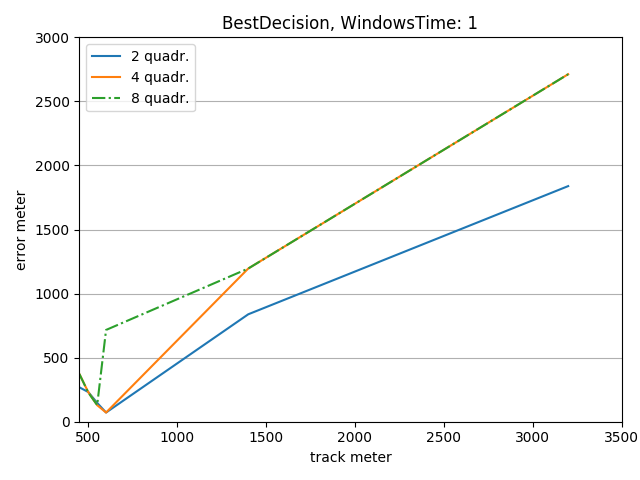 BestDecision, WindowsTime: 1
2 quadr.
4 quadr.
8 quadr.
error meter
3000
2500
2000
1500
1000
500
0
500 1000 1500 2000 2500 3000 3500
track meter